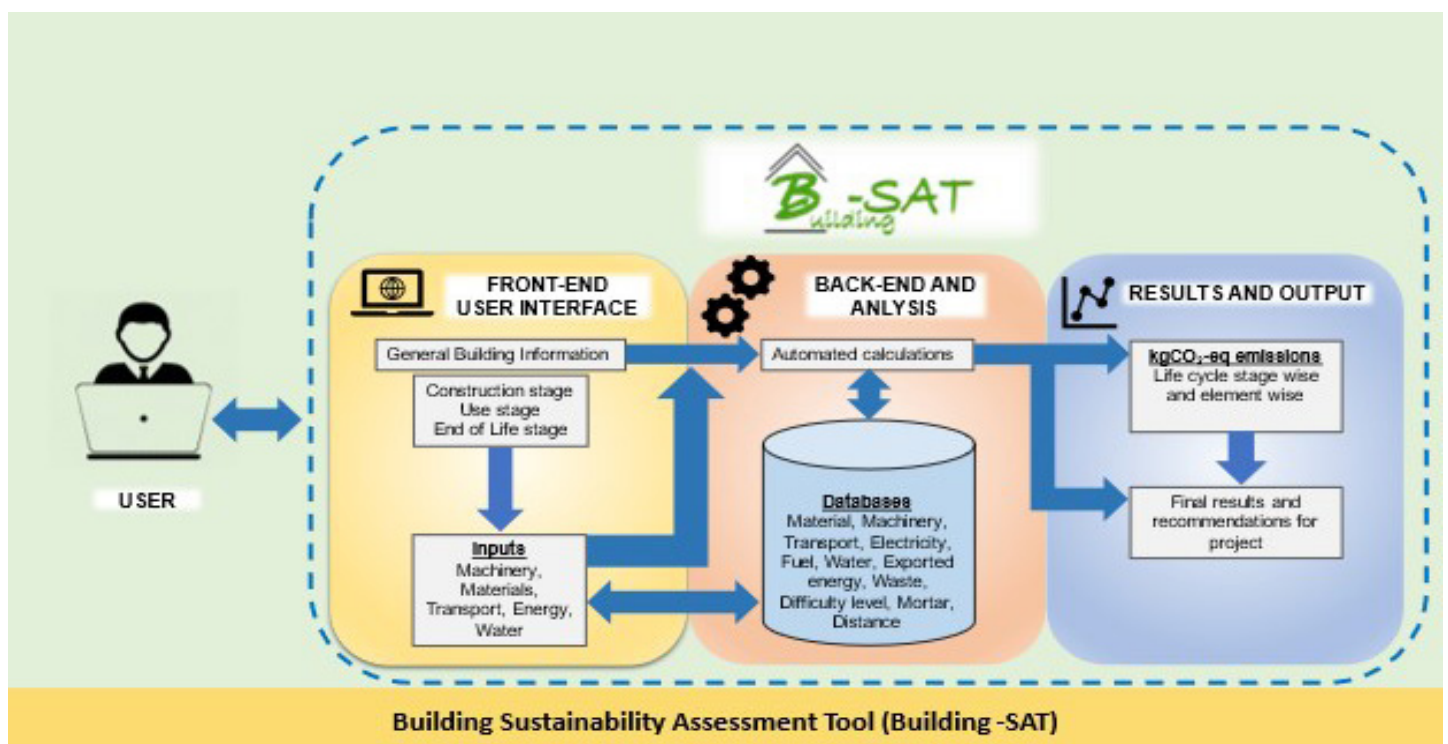 Building -SAT
FRONT-END
USER INTERFACE
General Building Information
Construction stage
Use stage
End of Life stage
Inputs
Machinery,
Materials,
Transport, Energy,
Water
BACK-END AND
ANLYSIS
Automated calculations
Databases
Material, Machinery,
Transport, Electricity,
Fuel, Water, Exported
energy, Waste,
Difficulty level, Mortar,
Distance
RESULTS AND OUTPUT
kgCO₂-eq emissions
Life cycle stage wise
and element wise
Final results and
recommendations for
project
USER
Building Sustainability Assessment Tool (Building -SAT)